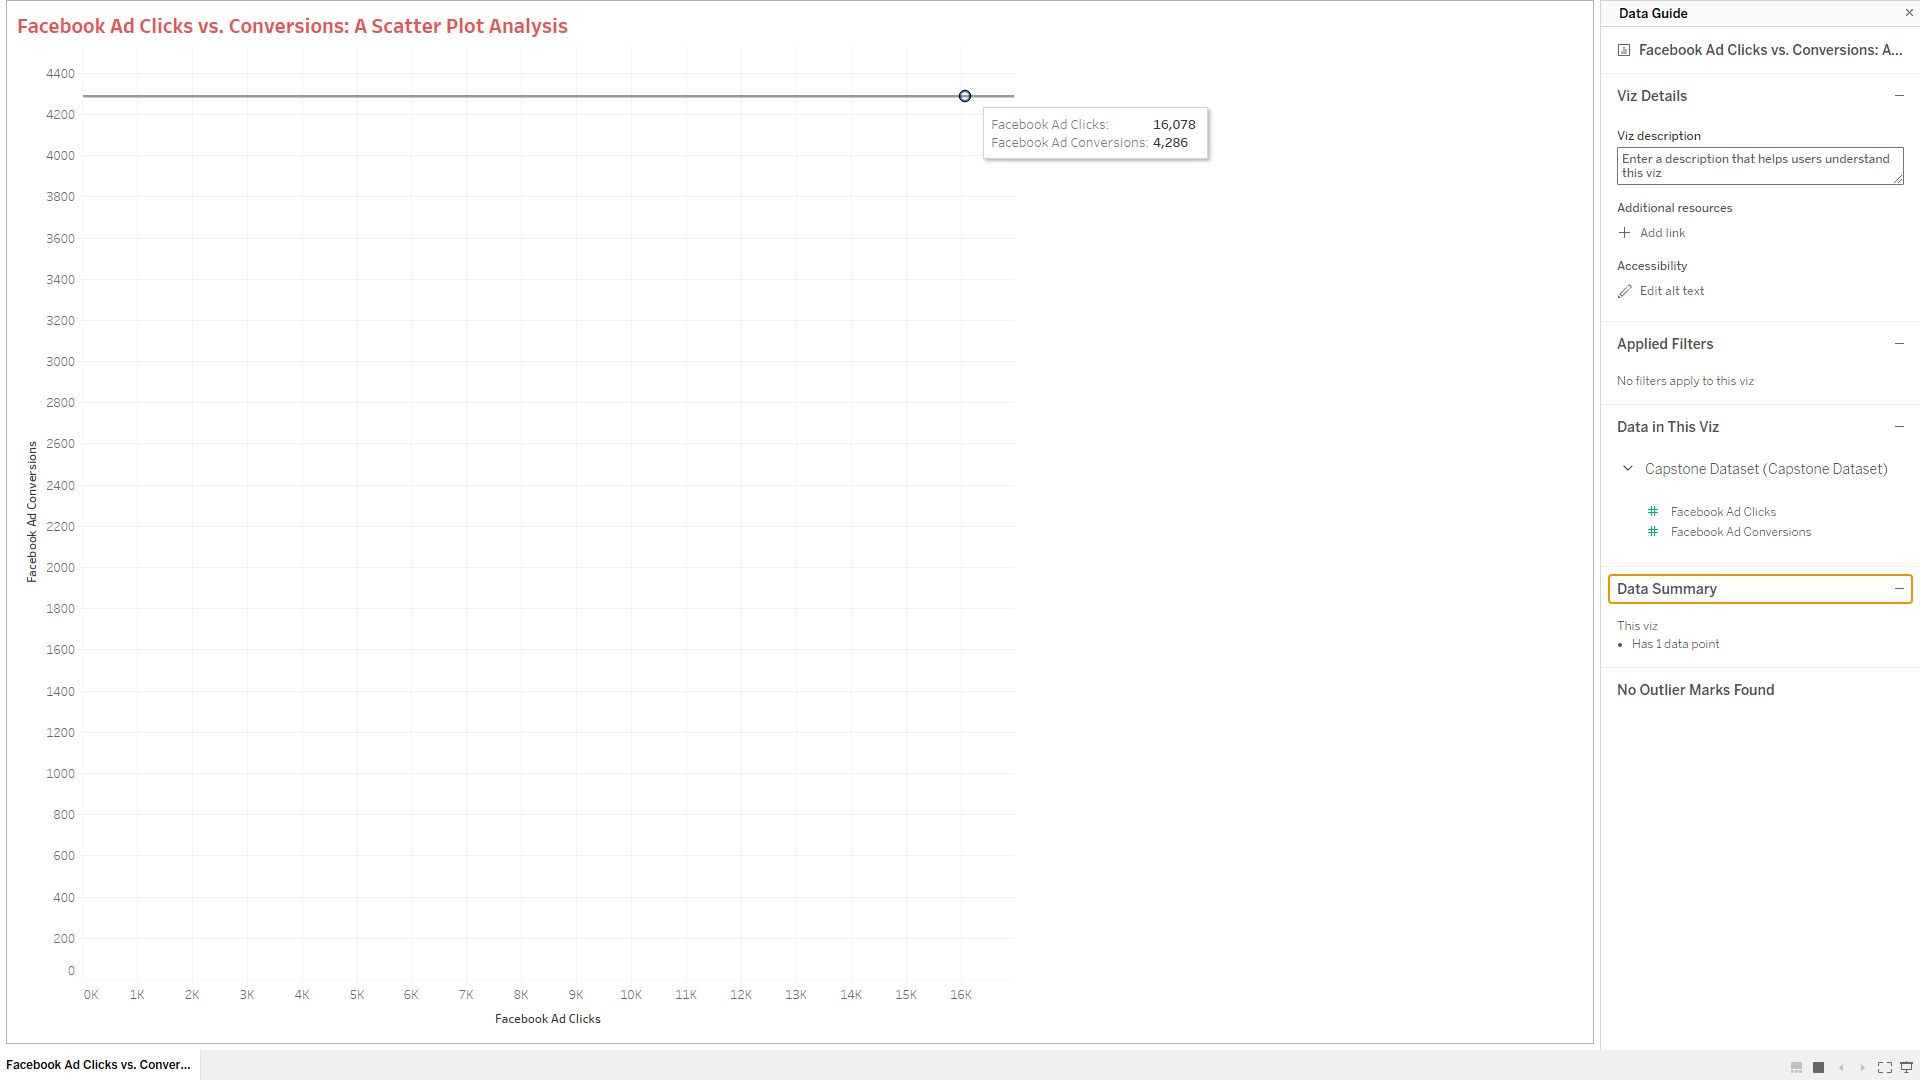 Facebook Ad Clicks vs. Conversions: A Scatter Plot Analysis
4400
4200
4000
3800
3600
3400
3200
3000
2800
2600
2400
2200
2000
1800
1600
1400
1200
1000
800
600
400
200
0
Facebook Ad Conversions
0K 1K 2K 3K 4K 5K 6K 7K 8K 9K 10K 11K 12K 13K 14K 15K 16K
Facebook Ad Clicks
Facebook Ad Clicks: 16,078
Facebook Ad Conversions: 4,286
Data Guide
Facebook Ad Clicks vs. Conversions: A...
Viz Details
Viz description
Enter a description that helps users understand
this viz
Additional resources
Add link
Accessibility
Edit alt text
Applied Filters
No filters apply to this viz
Data in This Viz
Capstone Dataset (Capstone Dataset)
Facebook Ad Clicks
Facebook Ad Conversions
Data Summary
This viz
• Has 1 data point
No Outlier Marks Found
Facebook Ad Clicks vs. Conver...